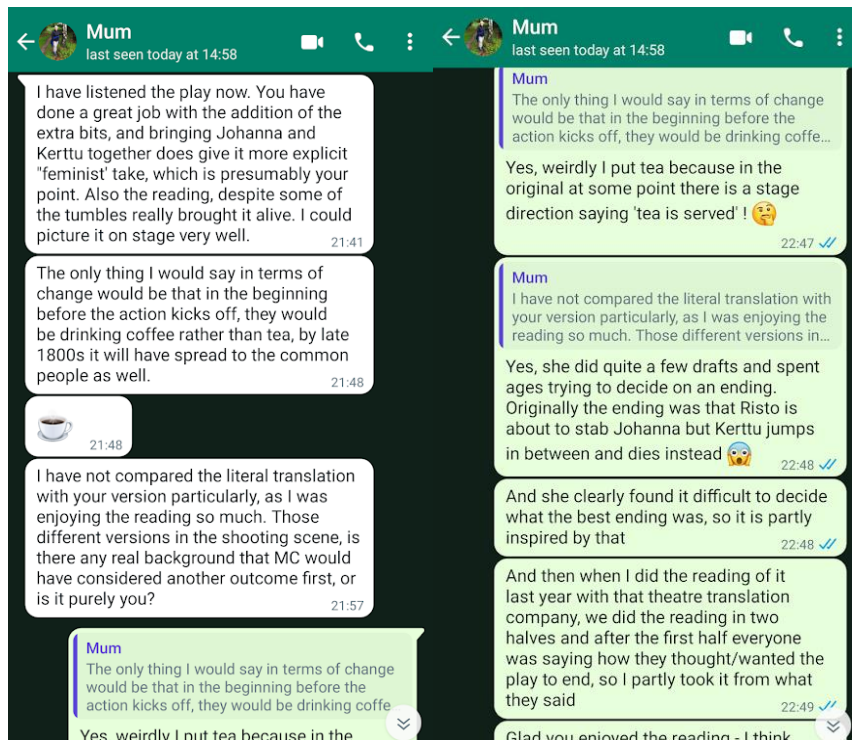 Mum
last seen today at 14:58
I have listened the play now. You have
done a great job with the addition of the
extra bits, and bringing Johanna and
Kerttu together does give it more explicit
"feminist' take, which is presumably your
point. Also the reading, despite some of
the tumbles really brought it alive. I could
picture it on stage very well.
21:41
The only thing I would say in terms of
change would be that in the beginning
before the action kicks off, they would
be drinking coffee rather than tea, by late
1800s it will have spread to the common
people as well.
21:48
21:48
I have not compared the literal translation
with your version particularly, as I was
enjoying the reading so much. Those
different versions in the shooting scene, is
there any real background that MC would
have considered another outcome first, or
is it purely you?
21:57
Mum
The only thing I would say in terms of change
would be that in the beginning before the
action kicks off, they would be drinking coffe
Yes, weirdly I put tea because in the
Mum
last seen today at 14:58
Mum
The only thing I would say in terms of change
would be that in the beginning before the
action kicks off, they would be drinking coffe...
Yes, weirdly I put tea because in the
original at some point there is a stage
direction saying 'tea is served' ! 🤔
22:47
Mum
I have not compared the literal translation with
your version particularly, as I was enjoying the
reading so much. Those different versions in...
Yes, she did quite a few drafts and spent
ages trying to decide on an ending.
Originally the ending was that Risto is
about to stab Johanna but Kerttu jumps
in between and dies instead 😱
22:48
And she clearly found it difficult to decide
what the best ending was, so it is partly
inspired by that
22:48
And then when I did the reading of it
last year with that theatre translation
company, we did the reading in two
halves and after the first half everyone
was saying how they thought/wanted the
play to end, so I partly took it from what
they said
22:49
Glad you enjoyed the reading - I think